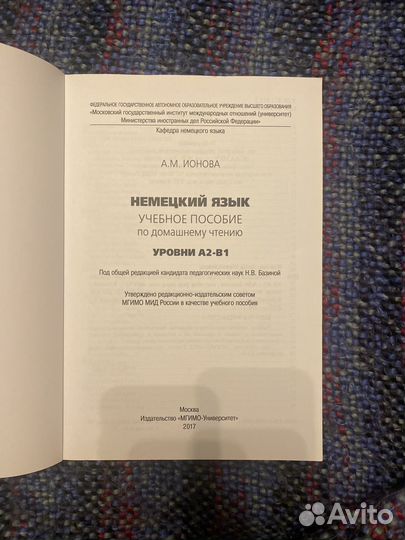 ФЕДЕРАЛЬНОЕ ГОСУДАРСТВЕННОЕ АВТОНОМНОЕ ОБРАЗОВАТЕЛЬНОЕ УЧРЕЖДЕНИЕ ВЫСШЕГО ОБРАЗОВАНИЯ
«Московский государственный институт международных отношений (университет)
Министерства иностранных дел Российской Федерации»
Кафедра немецкого языка
А.М. ИОНОВА
НЕМЕЦКИЙ ЯЗЫК
УЧЕБНОЕ ПОСОБИЕ
по домашнему чтению
УРОВНИ А2-В1
Под общей редакцией кандидата педагогических наук Н.В. Базиной
Утверждено редакционно-издательским советом
МГИМО МИД России в качестве учебного пособия
Москва
Издательство «МГИМО-Университет»
2017
Avito